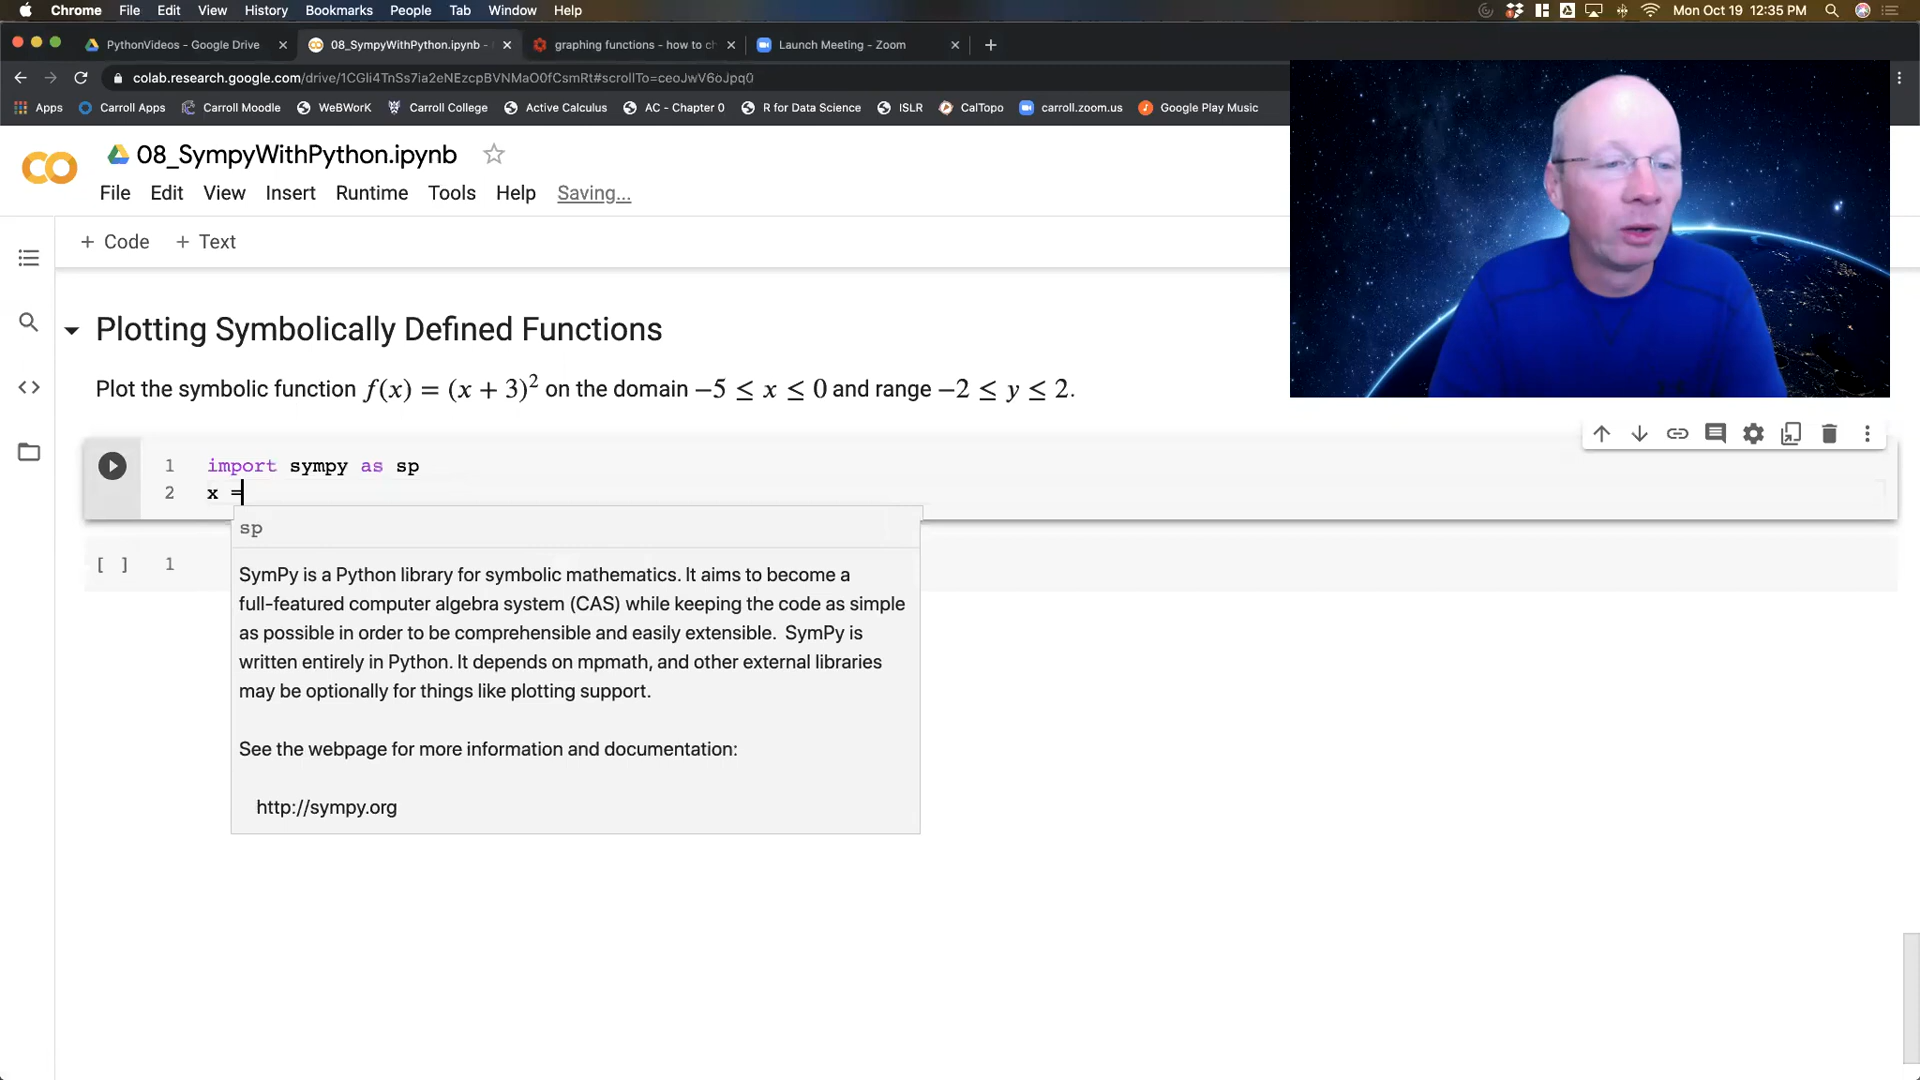 Chrome File Edit View History Bookmarks People Tab Window Help Mon Oct 19 12:35 PM
PythonVideos - Google Drive 08_SympyWithPython.ipynb - graphing functions - how to ch Launch Meeting - Zoom
colab.research.google.com/drive/1CGli4TnSs7ia2eNEzcpBVNMaO0fCsmRt#scrollTo=ceoJwV6oJpq0
Apps Carroll Apps Carroll Moodle WeBWorK Carroll College Active Calculus AC - Chapter 0 R for Data Science ISLR CalTopo carroll.zoom.us Google Play Music
08_SympyWithPython.ipynb
File Edit View Insert Runtime Tools Help Saving...
+ Code + Text
Plotting Symbolically Defined Functions
Plot the symbolic function f(x) = (x + 3)² on the domain −5 ≤ x ≤ 0 and range −2 ≤ y ≤ 2.
1 import sympy as sp
2 x =
sp
[ ] 1
SymPy is a Python library for symbolic mathematics. It aims to become a
full-featured computer algebra system (CAS) while keeping the code as simple
as possible in order to be comprehensible and easily extensible. SymPy is
written entirely in Python. It depends on mpmath, and other external libraries
may be optionally for things like plotting support.
See the webpage for more information and documentation:
http://sympy.org